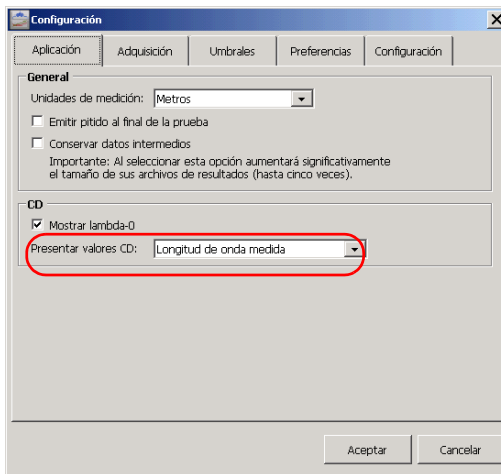 Configuración
Aplicación Adquisición Umbrales Preferencias Configuración
General
Unidades de medición: Metros
Emitir pitido al final de la prueba
Conservar datos intermedios
Importante: Al seleccionar esta opción aumentará significativamente
el tamaño de sus archivos de resultados (hasta cinco veces).
CD
Mostrar lambda-0
Presentar valores CD: Longitud de onda medida
Aceptar Cancelar